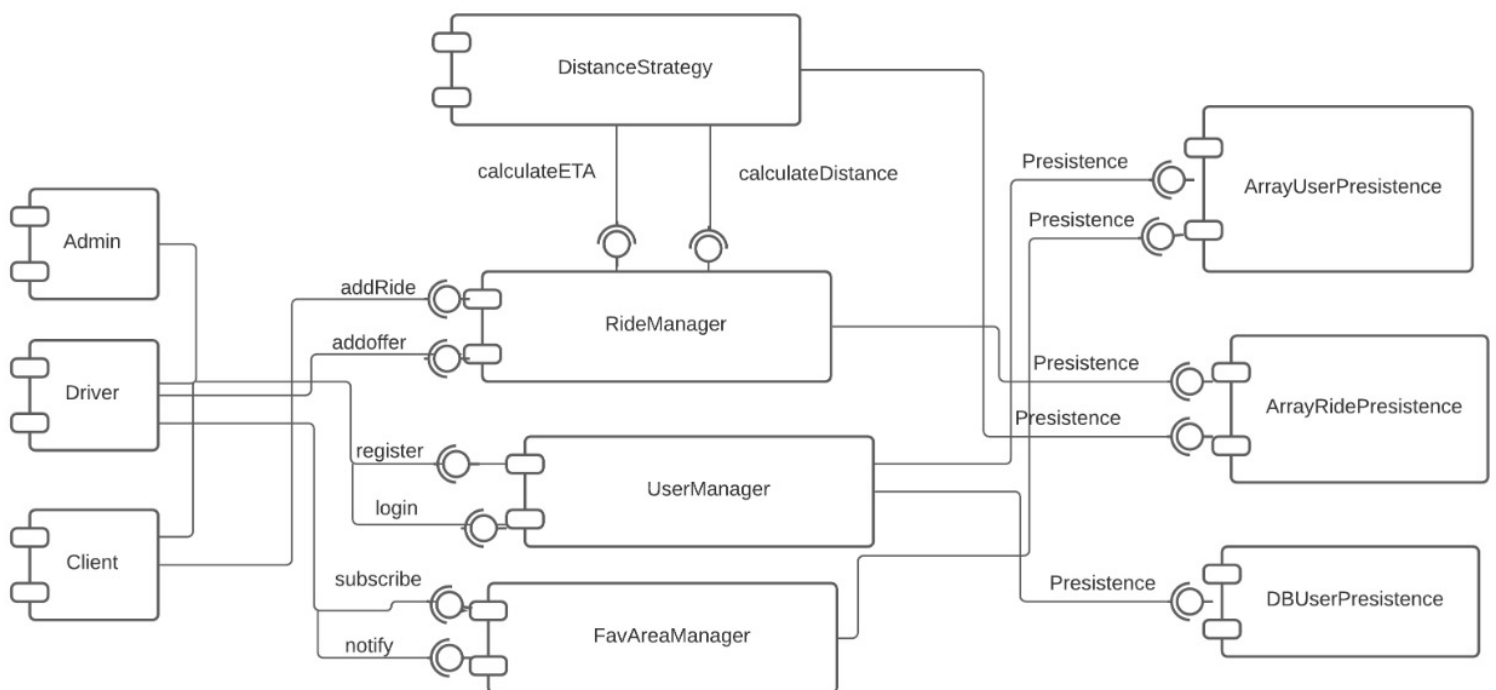 DistanceStrategy
calculateETA
calculateDistance
Presistence
ArrayUserPresistence
Presistence
Admin
addRide
RideManager
addoffer
Presistence
Driver
ArrayRidePresistence
Presistence
register
UserManager
login
Client
subscribe
Presistence
DBUserPresistence
FavAreaManager
notify